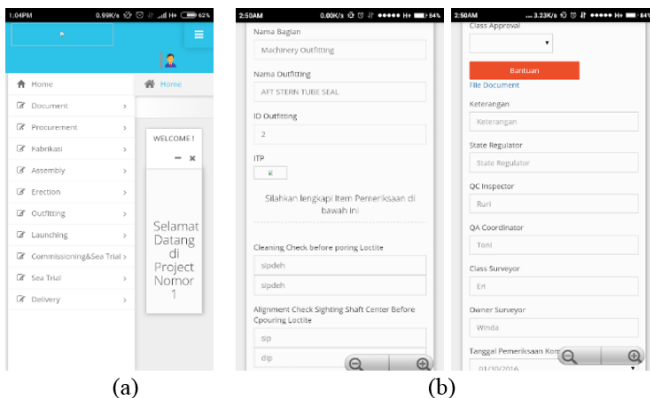 1.04PM 0.99K/s H+ 62%
Home
Document
Procurement
Fabrikasi
Assembly
Erection
Outfitting
Launching
Commissioning&Sea Trial
Sea Trial
Delivery
Home
WELCOME !
Selamat
Datang
di
Project
Nomor
1
(a)
2:50AM 0.00K/s H+ 84%
Nama Bagian
Machinery Outfitting
Nama Outfitting
AFT STERN TUBE SEAL
ID Outfitting
2
ITP
Silahkan lengkapi Item Pemeriksaan di
bawah ini
Cleaning Check before poring Loctite
sipdeh
sipdeh
Alignment Check Sighting Shaft Center Before
Cpouring Loctite
sip
dip
2:50AM ...3.33K/s H+ 84%
Class Approval
Bantuan
File Document
Keterangan
Keterangan
State Regulator
State Regulator
QC Inspector
Ruri
QA Coordinator
Toni
Class Surveyor
Eri
Owner Surveyor
Winda
Tanggal Pemeriksaan
01/30/2016
(b)